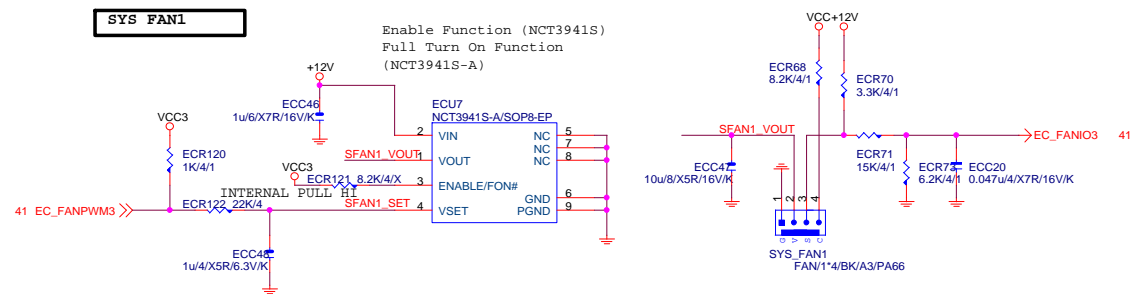 SYS FAN1
Enable Function (NCT3941S)
Full Turn On Function
(NCT3941S-A)
+12V
ECC46
1u/6/X7R/16V/K
ECU7
NCT3941S-A/SOP8-EP
2 VIN
SFAN1_VOUT 1 VOUT
3 ENABLE/FON#
4 VSET
NC 5
NC 7
NC 8
GND 6
PGND 9
VCC3
ECR120
1K/4/1
VCC3
ECR121 8.2K/4/X
INTERNAL PULL HI
41 EC_FANPWM3
ECR122 22K/4
SFAN1_SET
ECC48
1u/4/X5R/6.3V/K
VCC +12V
ECR68
8.2K/4/1
ECR70
3.3K/4/1
SFAN1_VOUT
EC_FANIO3 41
ECC47
10u/8/X5R/16V/K
ECR71
15K/4/1
ECR73
6.2K/4/1
ECC20
0.047u/4/X7R/16V/K
1 2 3 4
G V S C
SYS_FAN1
FAN/1*4/BK/A3/PA66